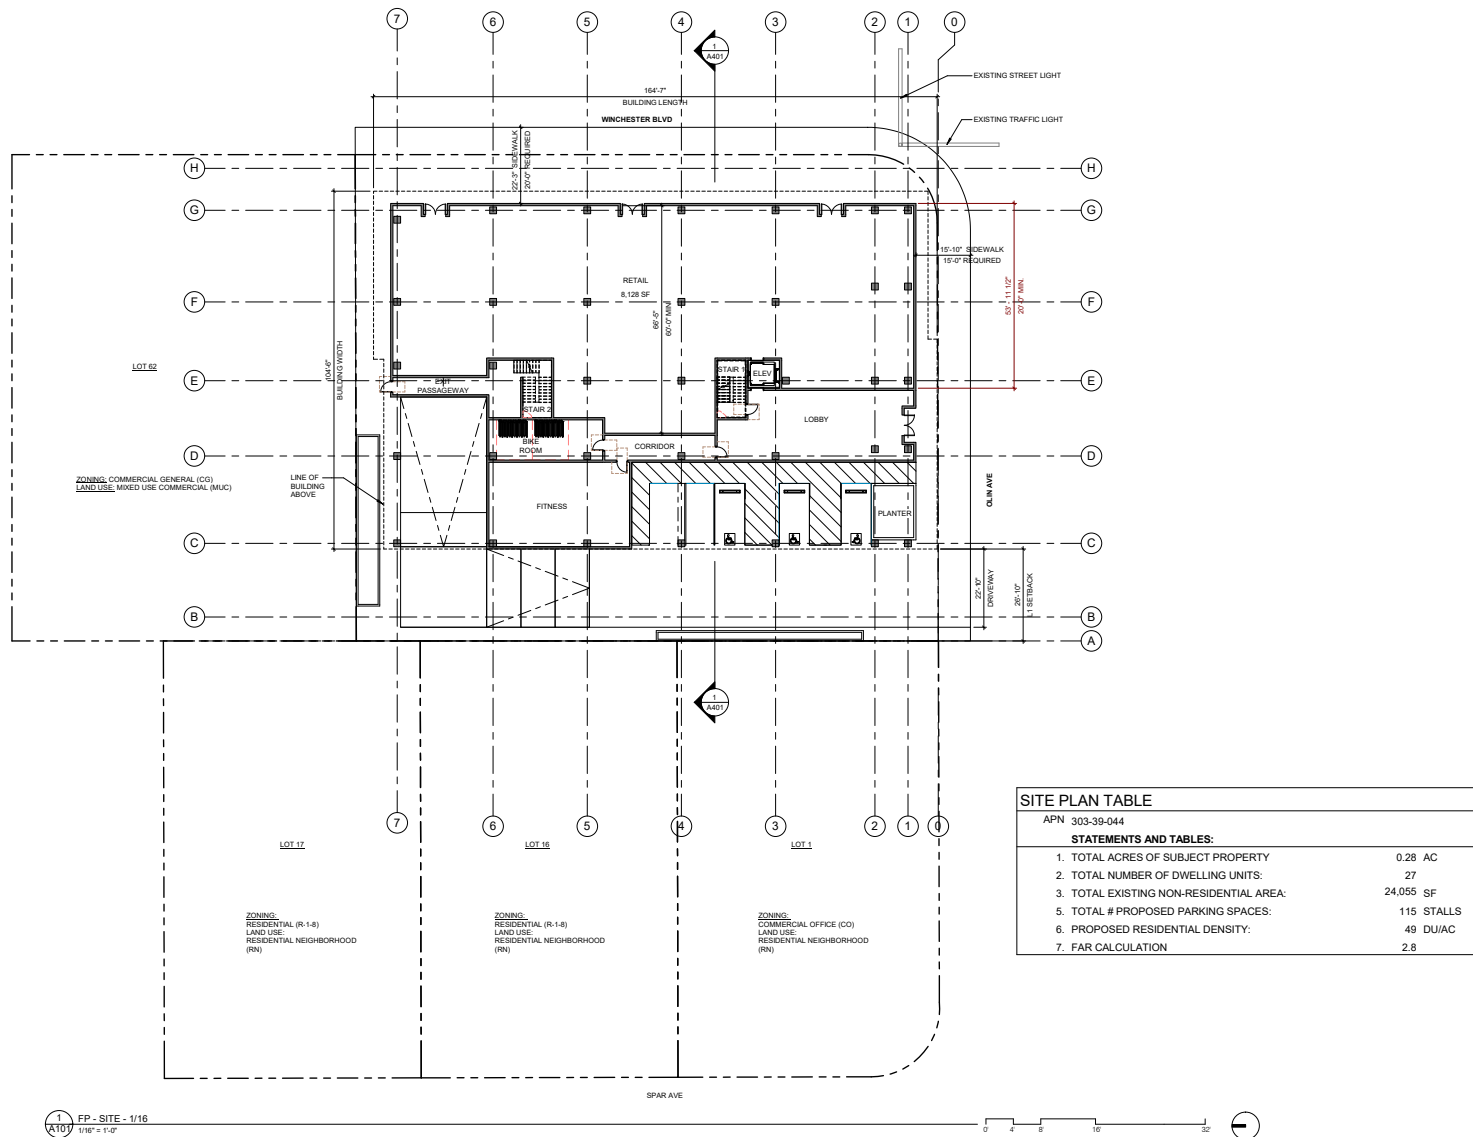 7
6
5
4
3
2
1
0
1
A401
EXISTING STREET LIGHT
164'-7"
BUILDING LENGTH
WINCHESTER BLVD
EXISTING TRAFFIC LIGHT
22'-3" SIDEWALK
20'-0" REQUIRED
H
H
G
G
15'-10" SIDEWALK
15'-0" REQUIRED
RETAIL
8,128 SF
53' - 11 1/2"
20'-0" MIN.
F
F
66'-5"
60'-0" MIN.
104'-6"
BUILDING WIDTH
LOT 62
STAIR 1
ELEV
E
EXIT
PASSAGEWAY
E
STAIR 2
LOBBY
BIKE
ROOM
CORRIDOR
D
D
ZONING: COMMERCIAL GENERAL (CG)
LAND USE: MIXED USE COMMERCIAL (MUC)
LINE OF
BUILDING
ABOVE
FITNESS
PLANTER
OLIN AVE
C
C
22'-10"
DRIVEWAY
26'-10"
L1 SETBACK
B
B
A
1
A401
7
6
5
4
3
2
1
0
LOT 17
LOT 16
LOT 1
ZONING:
RESIDENTIAL (R-1-8)
LAND USE:
RESIDENTIAL NEIGHBORHOOD
(RN)
ZONING:
RESIDENTIAL (R-1-8)
LAND USE:
RESIDENTIAL NEIGHBORHOOD
(RN)
ZONING:
COMMERCIAL OFFICE (CO)
LAND USE:
RESIDENTIAL NEIGHBORHOOD
(RN)
SITE PLAN TABLE
APN 303-39-044
STATEMENTS AND TABLES:
1. TOTAL ACRES OF SUBJECT PROPERTY 0.28 AC
2. TOTAL NUMBER OF DWELLING UNITS: 27
3. TOTAL EXISTING NON-RESIDENTIAL AREA: 24,055 SF
5. TOTAL # PROPOSED PARKING SPACES: 115 STALLS
6. PROPOSED RESIDENTIAL DENSITY: 49 DU/AC
7. FAR CALCULATION 2.8
SPAR AVE
1
A101
FP - SITE - 1/16
1/16" = 1'-0"
0' 4' 8' 16' 32'